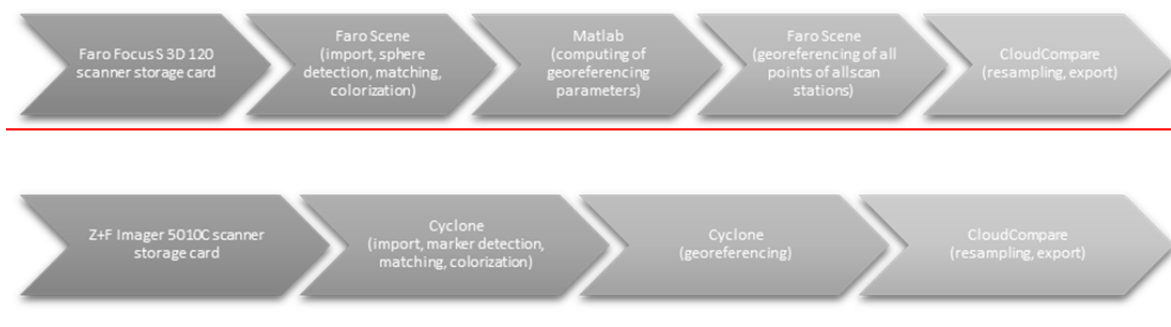 Faro Focus S 3D 120
scanner storage card
Faro Scene
(import, sphere
detection, matching,
colorization)
Matlab
(computing of
georeferencing
parameters)
Faro Scene
(georeferencing of all
points of allscan
stations)
CloudCompare
(resampling, export)
Z+F Imager 5010C scanner
storage card
Cyclone
(import, marker detection,
matching, colorization)
Cyclone
(georeferencing)
CloudCompare
(resampling, export)